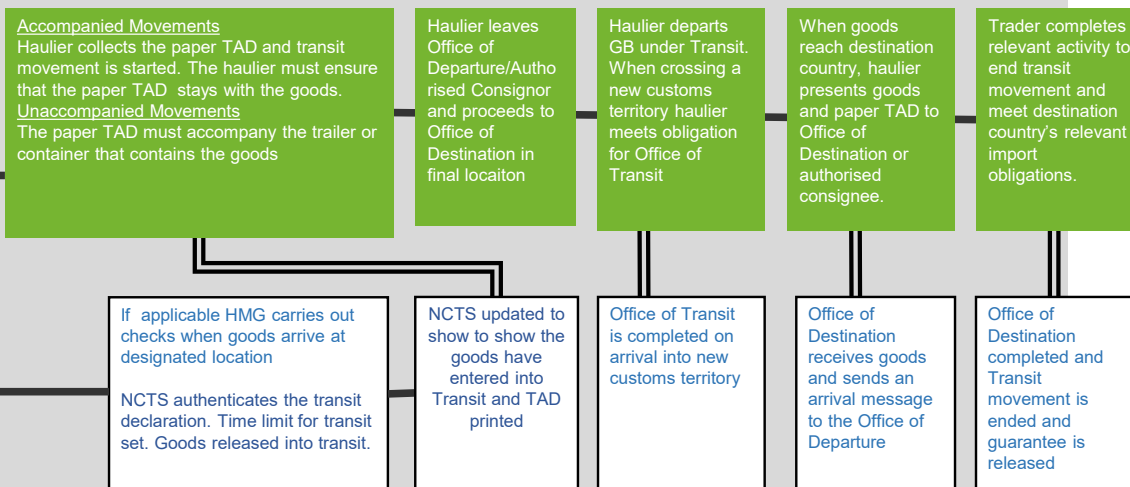 Accompanied Movements
Haulier collects the paper TAD and transit
movement is started. The haulier must ensure
that the paper TAD stays with the goods.
Unaccompanied Movements
The paper TAD must accompany the trailer or
container that contains the goods
Haulier leaves
Office of
Departure/Autho
rised Consignor
and proceeds to
Office of
Destination in
final locaiton
Haulier departs
GB under Transit.
When crossing a
new customs
territory haulier
meets obligation
for Office of
Transit
When goods
reach destination
country, haulier
presents goods
and paper TAD to
Office of
Destination or
authorised
consignee.
Trader completes
relevant activity to
end transit
movement and
meet destination
country's relevant
import
obligations.
If applicable HMG carries out
checks when goods arrive at
designated location
NCTS authenticates the transit
declaration. Time limit for transit
set. Goods released into transit.
NCTS updated to
show to show the
goods have
entered into
Transit and TAD
printed
Office of Transit
is completed on
arrival into new
customs territory
Office of
Destination
receives goods
and sends an
arrival message
to the Office of
Departure
Office of
Destination
completed and
Transit
movement is
ended and
guarantee is
released